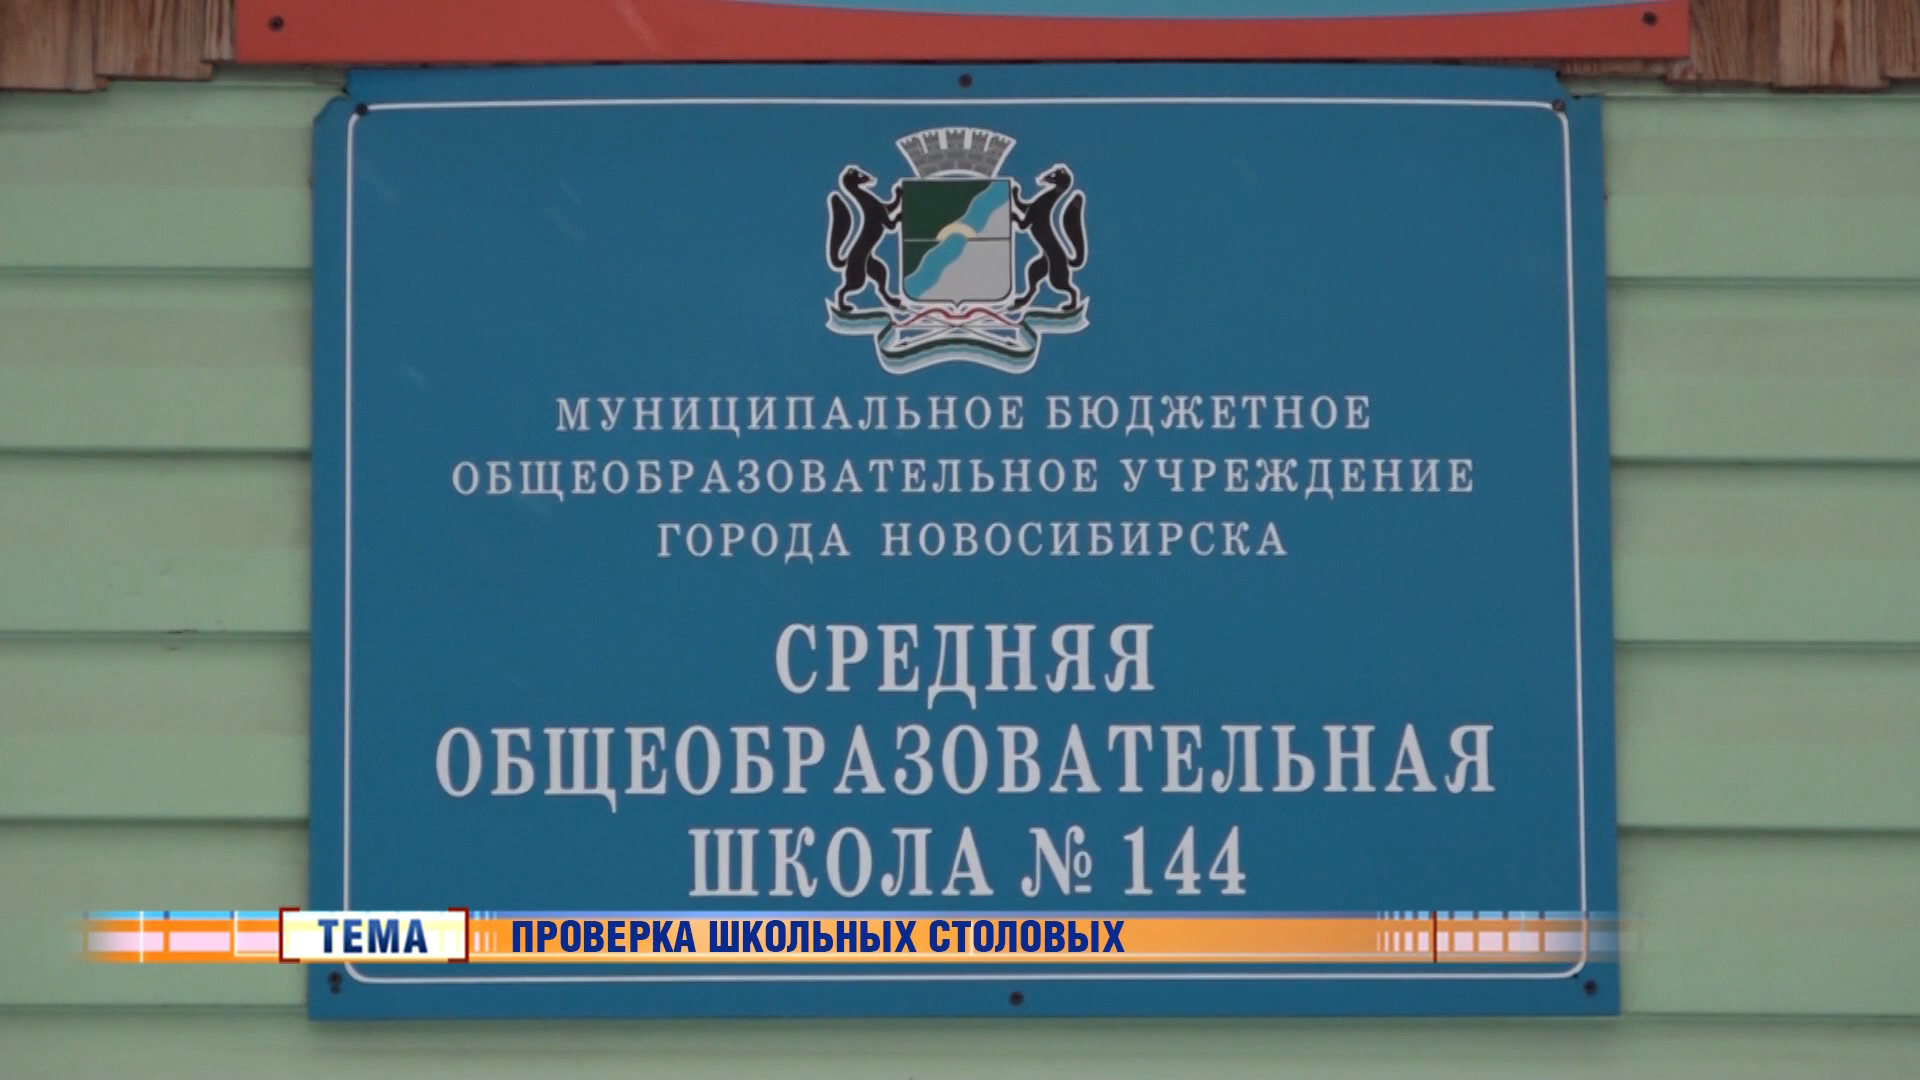 МУНИЦИПАЛЬНОЕ БЮДЖЕТНОЕ
ОБЩЕОБРАЗОВАТЕЛЬНОЕ УЧРЕЖДЕНИЕ
ГОРОДА НОВОСИБИРСКА
СРЕДНЯЯ
ОБЩЕОБРАЗОВАТЕЛЬНАЯ
ШКОЛА № 144
ТЕМА ПРОВЕРКА ШКОЛЬНЫХ СТОЛОВЫХ